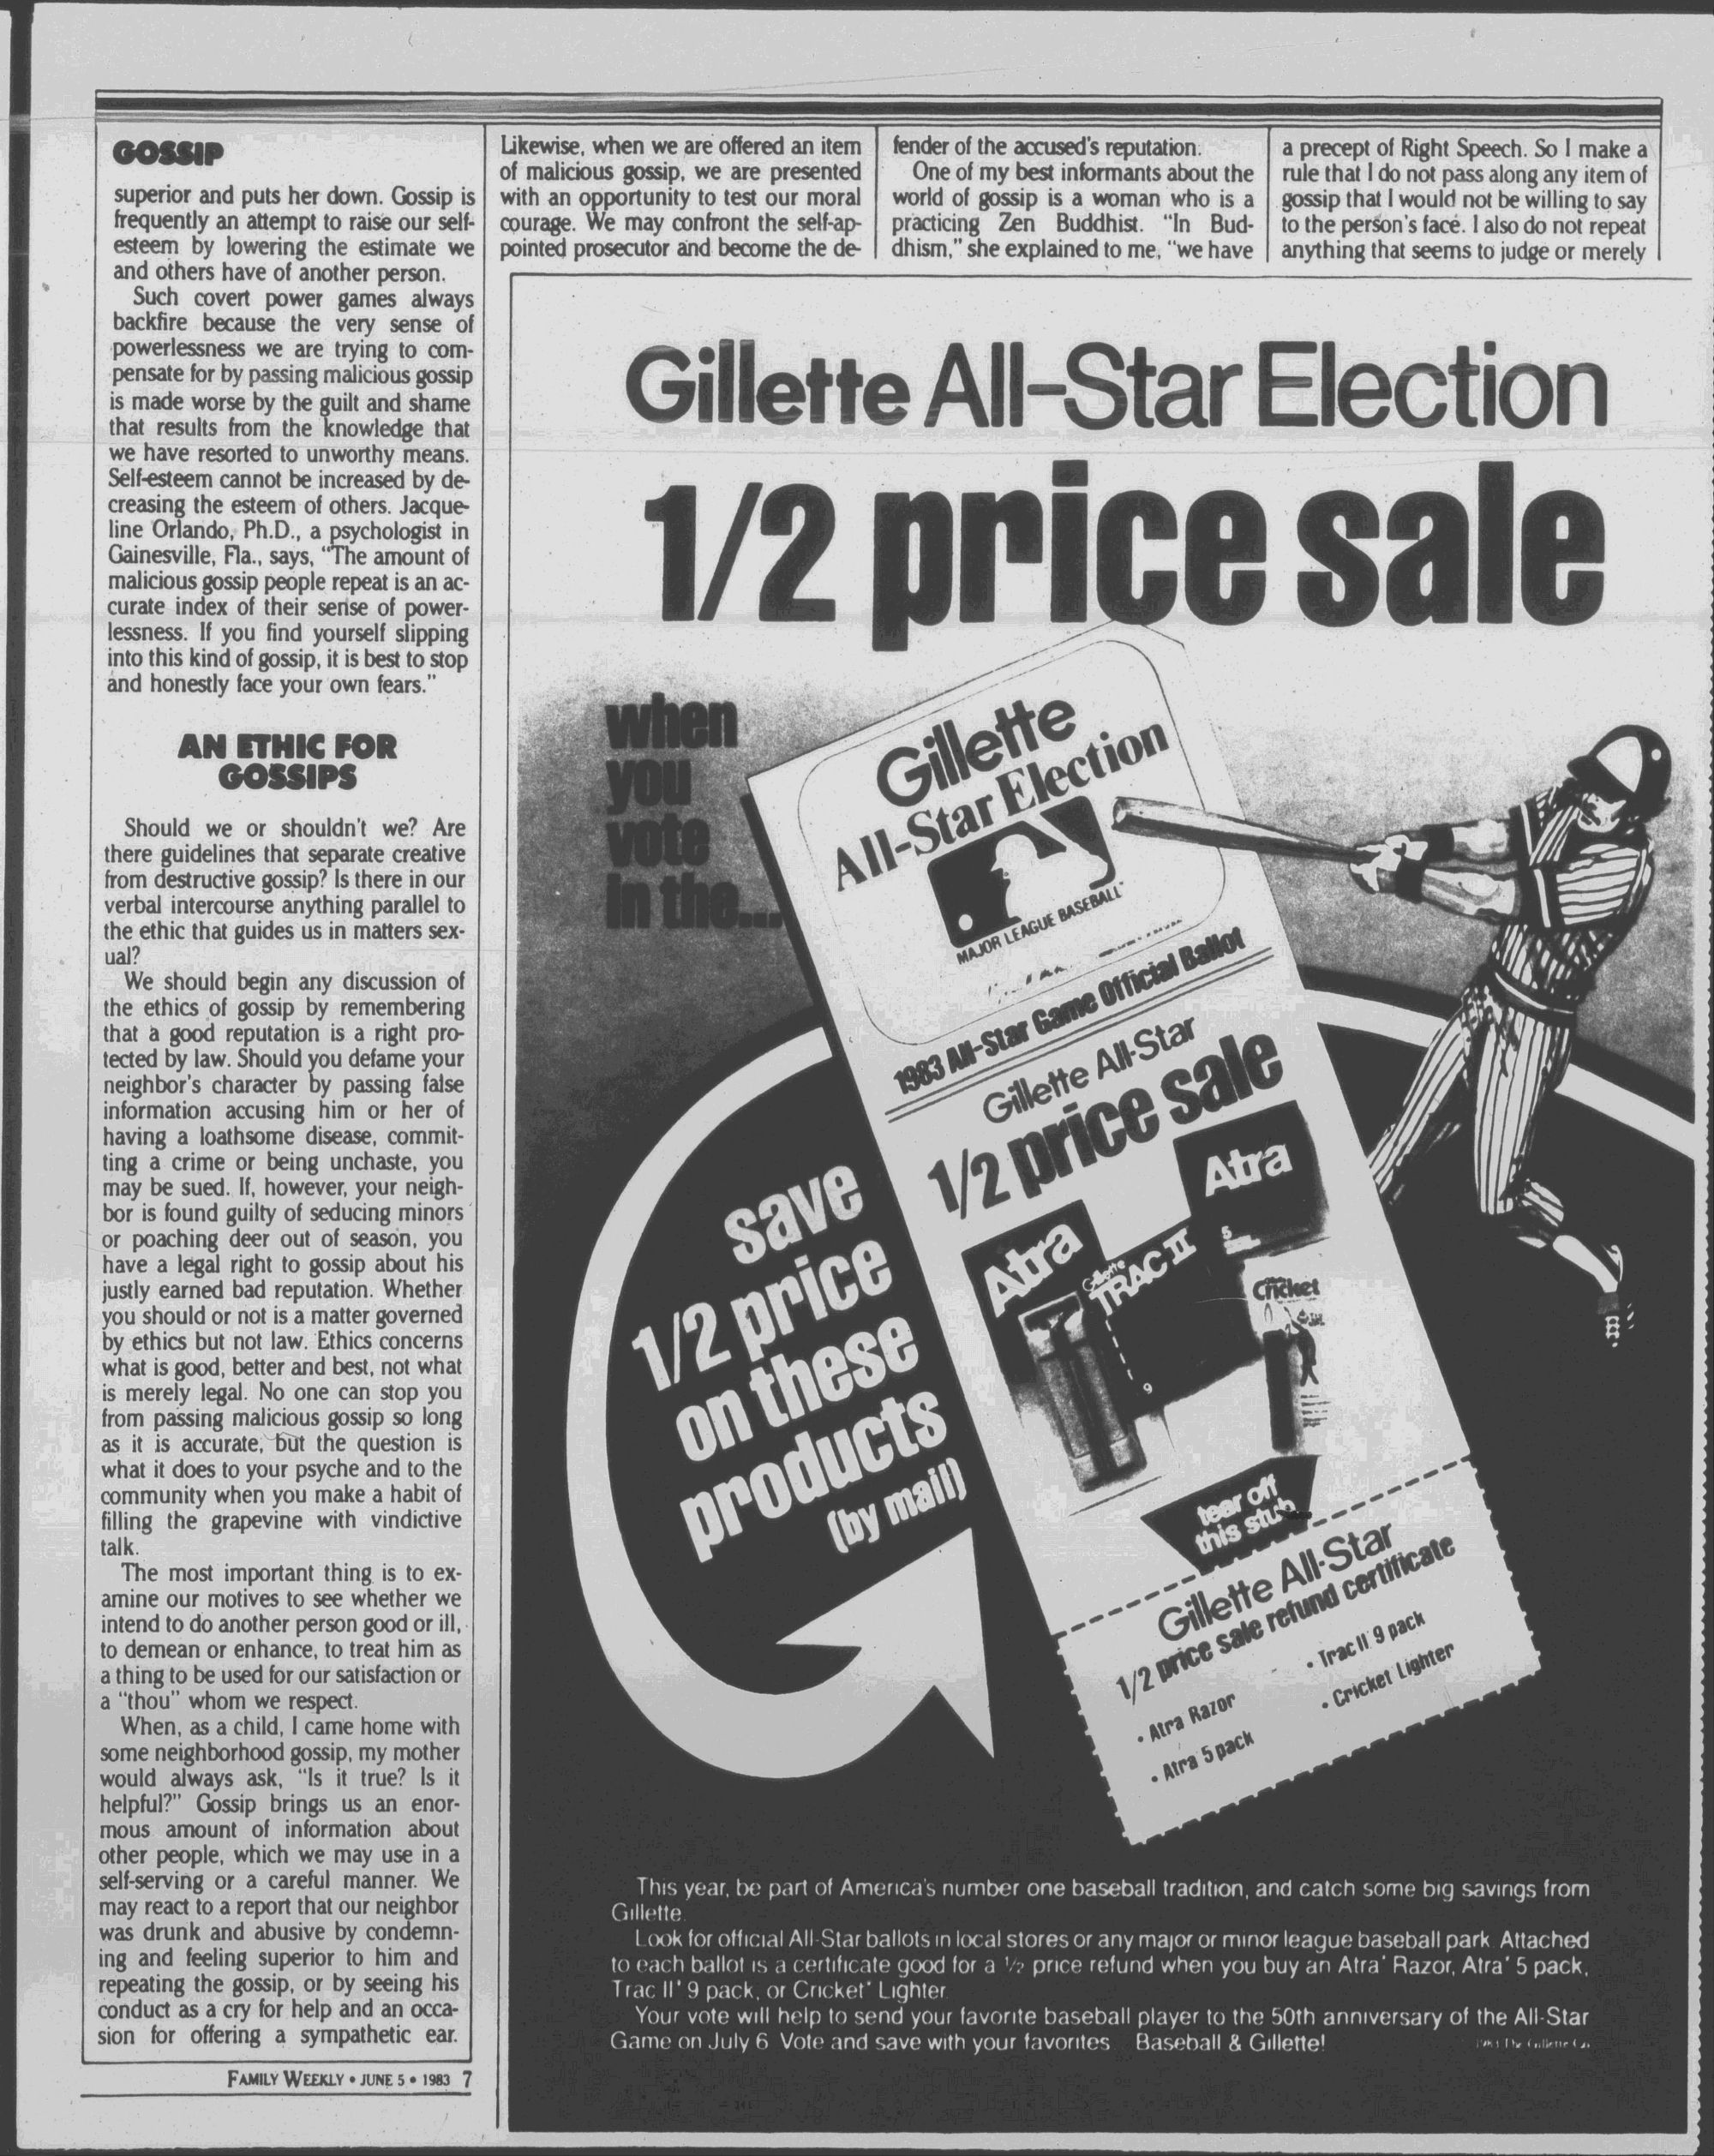 GOSSIP
superior and puts her down. Gossip is
frequently an attempt to raise our self-
esteem by lowering the estimate we
and others have of another person.
Such covert power games always
backfire because the very sense of
powerlessness we are trying to com-
pensate for by passing malicious gossip
is made worse by the guilt and shame
that results from the knowledge that
we have resorted to unworthy means.
Self-esteem cannot be increased by de-
creasing the esteem of others. Jacque-
line Orlando, Ph.D., a psychologist in
Gainesville, Fla., says, "The amount of
malicious gossip people repeat is an ac-
curate index of their sense of power-
lessness. If you find yourself slipping
into this kind of gossip, it is best to stop
and honestly face your own fears."
AN ETHIC FOR
GOSSIPS
Should we or shouldn't we? Are
there guidelines that separate creative
from destructive gossip? Is there in our
verbal intercourse anything parallel to
the ethic that guides us in matters sex-
ual?
We should begin any discussion of
the ethics of gossip by remembering
that a good reputation is a right pro-
tected by law. Should you defame your
neighbor's character by passing false
information accusing him or her of
having a loathsome disease, commit-
ting a crime or being unchaste, you
may be sued. If, however, your neigh-
bor is found guilty of seducing minors
or poaching deer out of season, you
have a legal right to gossip about his
justly earned bad reputation. Whether
you should or not is a matter governed
by ethics but not law. Ethics concerns
what is good, better and best, not what
is merely legal. No one can stop you
from passing malicious gossip so long
as it is accurate, but the question is
what it does to your psyche and to the
community when you make a habit of
filling the grapevine with vindictive
talk.
The most important thing is to ex-
amine our motives to see whether we
intend to do another person good or ill,
to demean or enhance, to treat him as
a thing to be used for our satisfaction or
a "thou" whom we respect.
When, as a child, I came home with
some neighborhood gossip, my mother
would always ask, "Is it true? Is it
helpful?" Gossip brings us an enor-
mous amount of information about
other people, which we may use in a
self-serving or a careful manner. We
may react to a report that our neighbor
was drunk and abusive by condemn-
ing and feeling superior to him and
repeating the gossip, or by seeing his
conduct as a cry for help and an occa-
sion for offering a sympathetic ear.
Likewise, when we are offered an item
of malicious gossip, we are presented
with an opportunity to test our moral
courage. We may confront the self-ap-
pointed prosecutor and become the de-
fender of the accused's reputation.
One of my best informants about the
world of gossip is a woman who is a
practicing Zen Buddhist. "In Bud-
dhism," she explained to me, "we have
a precept of Right Speech. So I make a
rule that I do not pass along any item of
gossip that I would not be willing to say
to the person's face. I also do not repeat
anything that seems to judge or merely
Gillette All-Star Election
1/2 price sale
when
you
vote
in the...
Gillette
All-Star Election
MAJOR LEAGUE BASEBALL
1983 All-Star Game Official Ballot
Gillette All-Star
1/2 price sale
Atra
Atra
5
Gillette
TRAC II
9
Cricket
save
1/2 price
on these
products
(by mail)
tear off
this stub
Gillette All-Star
1/2 price sale refund certificate
• Atra Razor
• Atra 5 pack
• Trac II 9 pack
• Cricket Lighter
This year, be part of America's number one baseball tradition, and catch some big savings from
Gillette.
Look for official All-Star ballots in local stores or any major or minor league baseball park. Attached
to each ballot is a certificate good for a ½ price refund when you buy an Atra® Razor, Atra® 5 pack,
Trac II® 9 pack, or Cricket® Lighter.
Your vote will help to send your favorite baseball player to the 50th anniversary of the All-Star
Game on July 6. Vote and save with your favorites Baseball & Gillette!
1983 The Gillette Co.
FAMILY WEEKLY • JUNE 5 • 1983 7